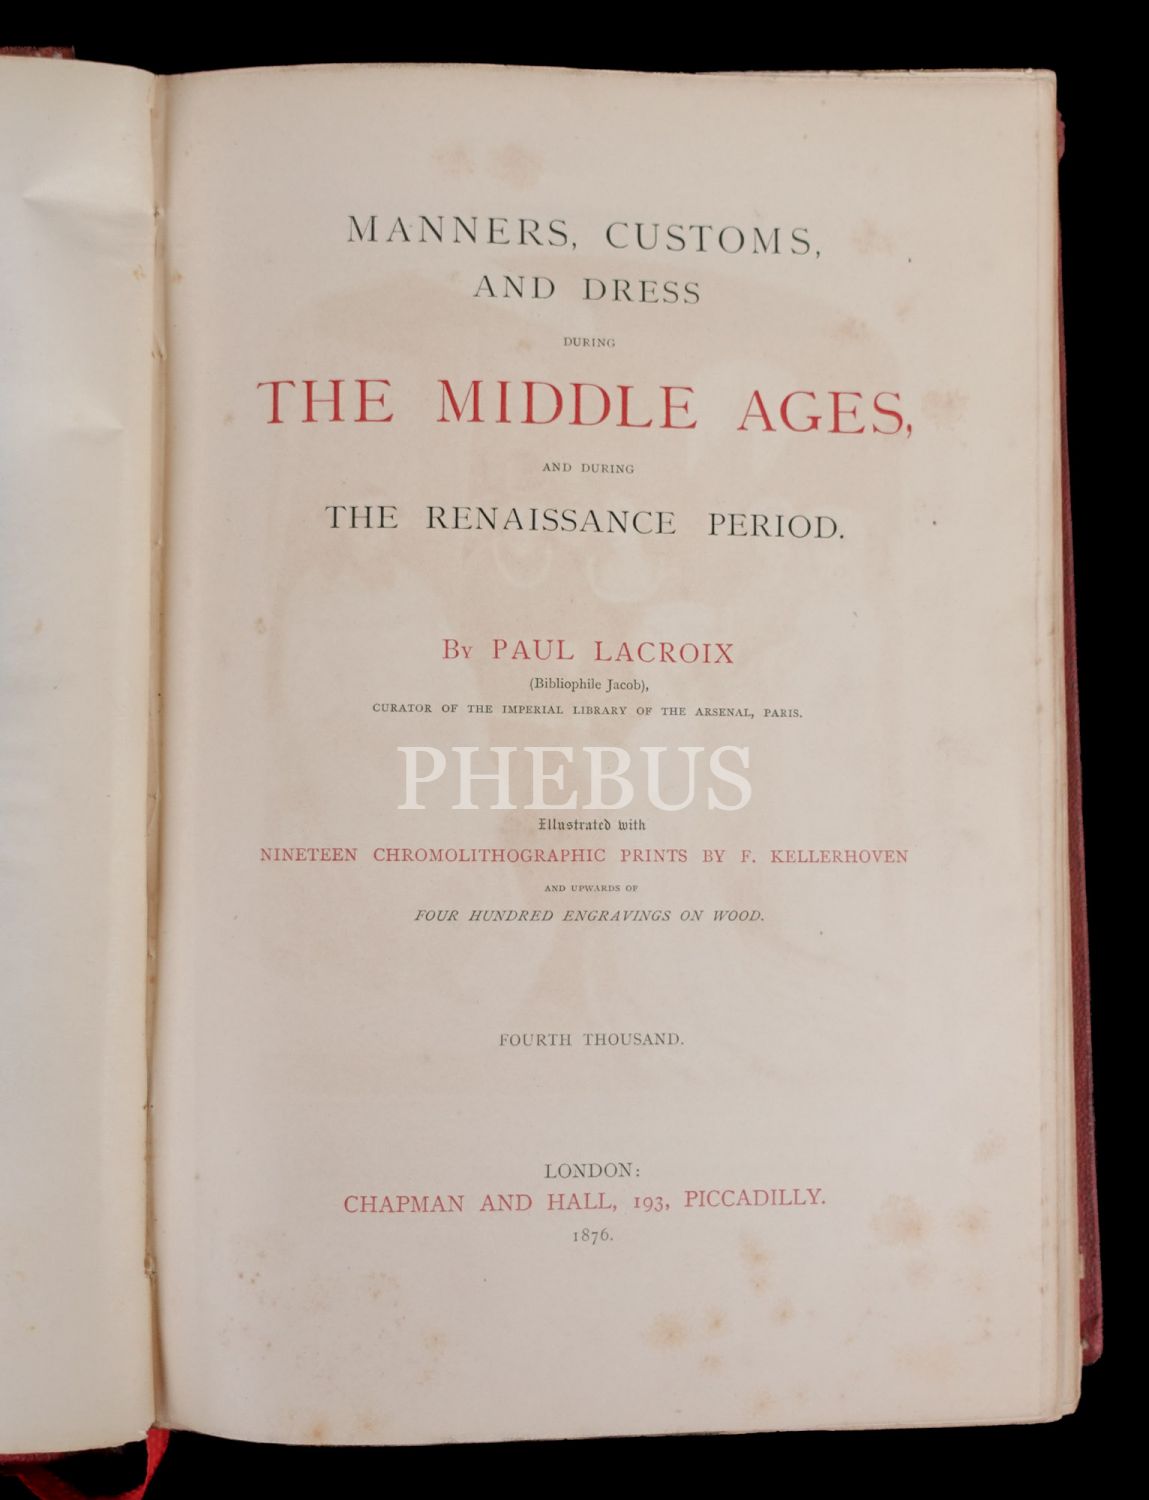 MANNERS, CUSTOMS,
AND DRESS
DURING
THE MIDDLE AGES,
AND DURING
THE RENAISSANCE PERIOD.
By PAUL LACROIX
(Bibliophile Jacob),
CURATOR OF THE IMPERIAL LIBRARY OF THE ARSENAL, PARIS.
PHEBUS
Illustrated with
NINETEEN CHROMOLITHOGRAPHIC PRINTS BY F. KELLERHOVEN
AND UPWARDS OF
FOUR HUNDRED ENGRAVINGS ON WOOD.
FOURTH THOUSAND.
LONDON:
CHAPMAN AND HALL, 193, PICCADILLY.
1876.